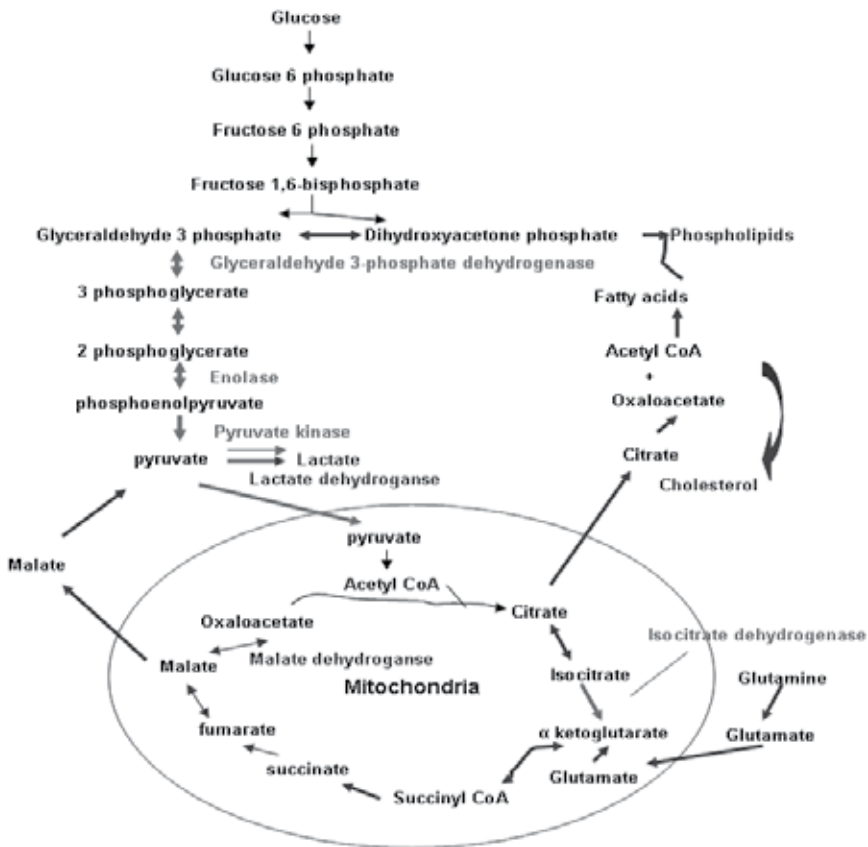 Glucose
Glucose 6 phosphate
Fructose 6 phosphate
Fructose 1,6-bisphosphate
Glyceraldehyde 3 phosphate
Dihydroxyacetone phosphate
Phospholipids
Glyceraldehyde 3-phosphate dehydrogenase
3 phosphoglycerate
Fatty acids
2 phosphoglycerate
Acetyl CoA
+
Enolase
Oxaloacetate
phosphoenolpyruvate
Pyruvate kinase
pyruvate
Lactate
Citrate
Lactate dehydroganse
Cholesterol
pyruvate
Malate
Acetyl CoA
Citrate
Oxaloacetate
Isocitrate dehydrogenase
Malate dehydroganse
Malate
Isocitrate
Glutamine
Mitochondria
fumarate
α ketoglutarate
Glutamate
succinate
Glutamate
Succinyl CoA